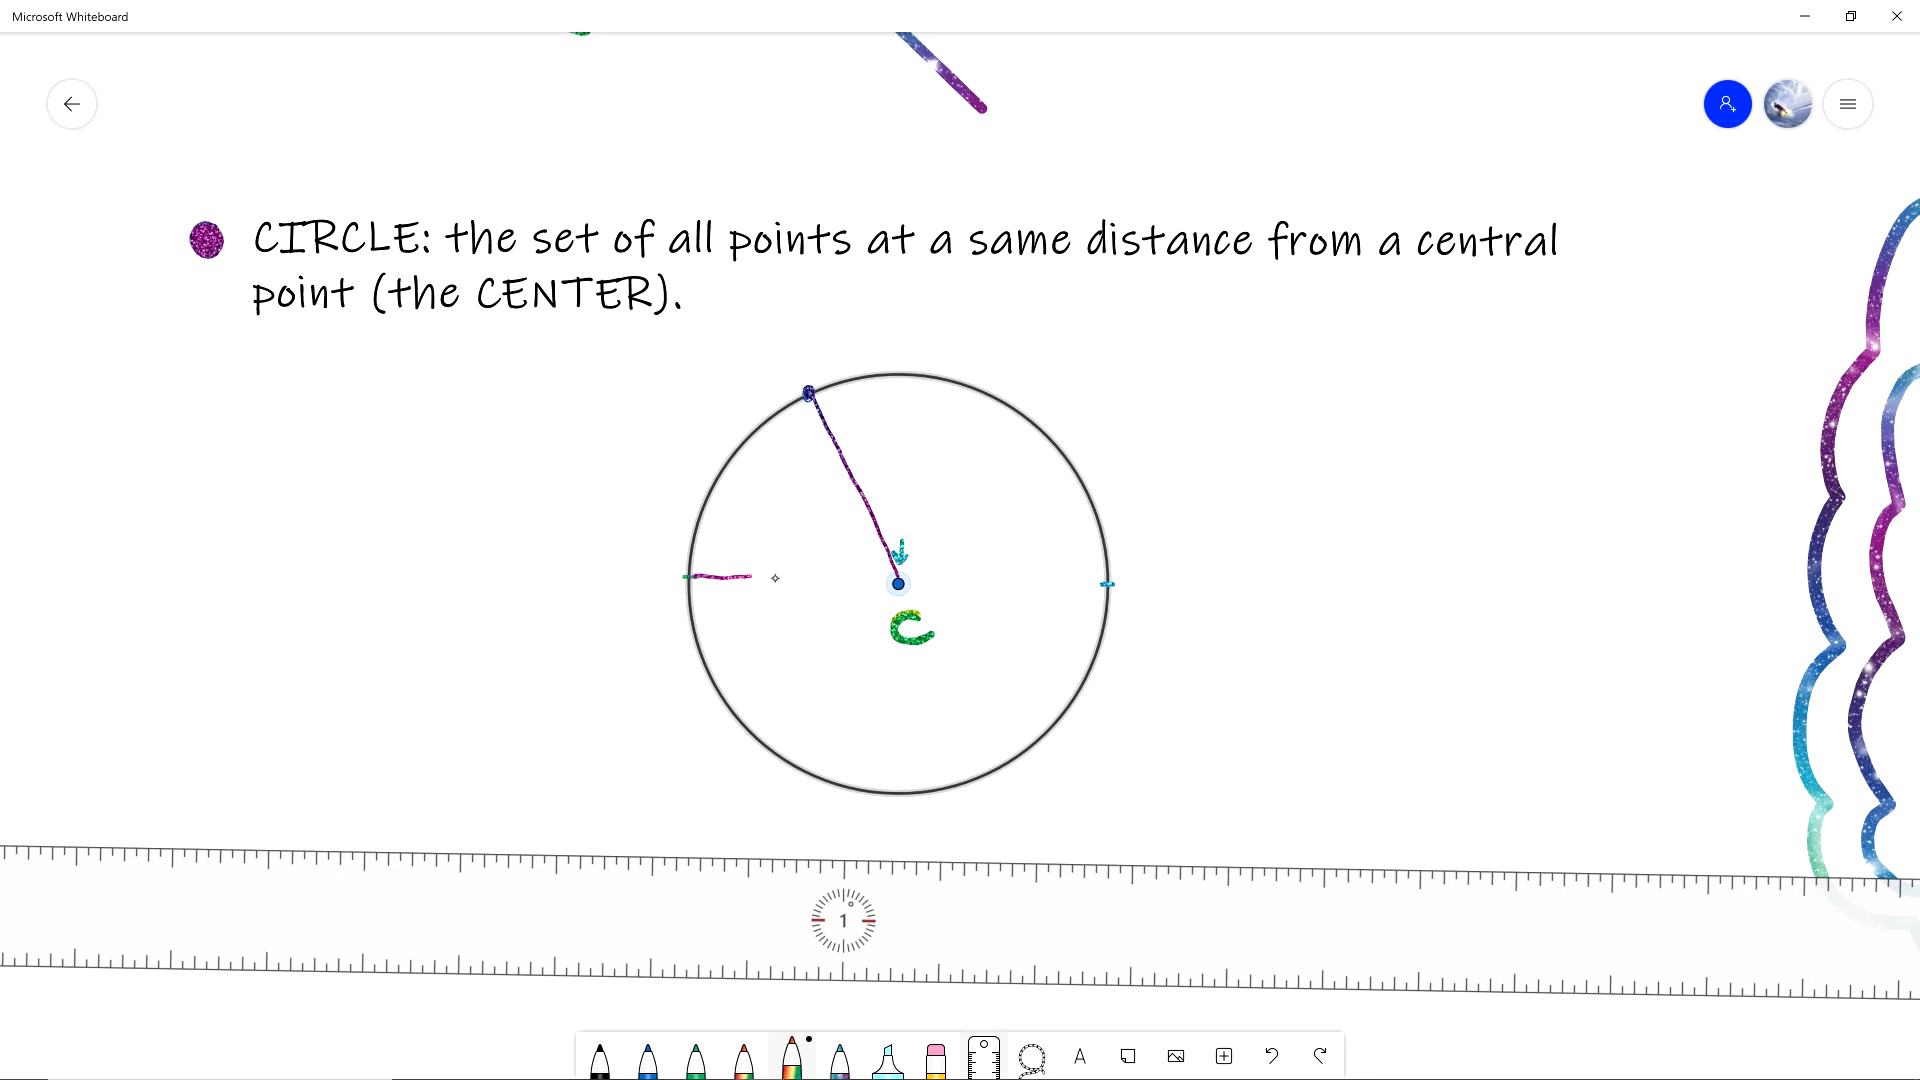 Microsoft Whiteboard
CIRCLE: the set of all points at a same distance from a central
point (the CENTER).
C
1°
A